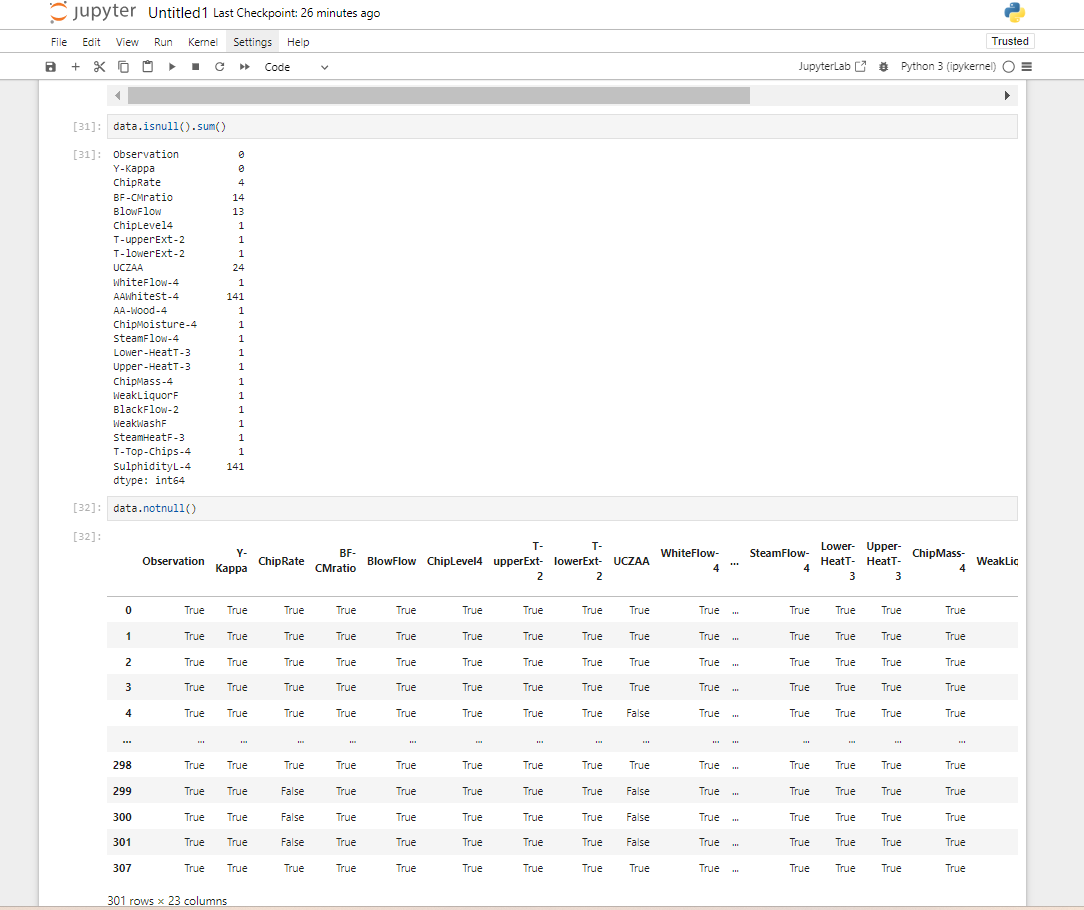 jupyter Untitled1 Last Checkpoint: 26 minutes ago
File Edit View Run Kernel Settings Help Trusted
Code JupyterLab Python 3 (ipykernel)
[31]: data.isnull().sum()
[31]: Observation 0
Y-Kappa 0
ChipRate 4
BF-CMratio 14
BlowFlow 13
ChipLevel4 1
T-upperExt-2 1
T-lowerExt-2 1
UCZAA 24
WhiteFlow-4 1
AAWhiteSt-4 141
AA-Wood-4 1
ChipMoisture-4 1
SteamFlow-4 1
Lower-HeatT-3 1
Upper-HeatT-3 1
ChipMass-4 1
WeakLiquorF 1
BlackFlow-2 1
WeakWashF 1
SteamHeatF-3 1
T-Top-Chips-4 1
SulphidityL-4 141
dtype: int64
[32]: data.notnull()
[32]:
Observation Y-Kappa ChipRate BF-CMratio BlowFlow ChipLevel4 T-upperExt-2 T-lowerExt-2 UCZAA WhiteFlow-4 ... SteamFlow-4 Lower-HeatT-3 Upper-HeatT-3 ChipMass-4 WeakLiq
0 True True True True True True True True True True ... True True True True
1 True True True True True True True True True True ... True True True True
2 True True True True True True True True True True ... True True True True
3 True True True True True True True True True True ... True True True True
4 True True True True True True True True False True ... True True True True
... ... ... ... ... ... ... ... ... ... ... ... ... ... ... ...
298 True True True True True True True True True True ... True True True True
299 True True False True True True True True False True ... True True True True
300 True True False True True True True True False True ... True True True True
301 True True False True True True True True False True ... True True True True
307 True True True True True True True True True True ... True True True True
301 rows × 23 columns